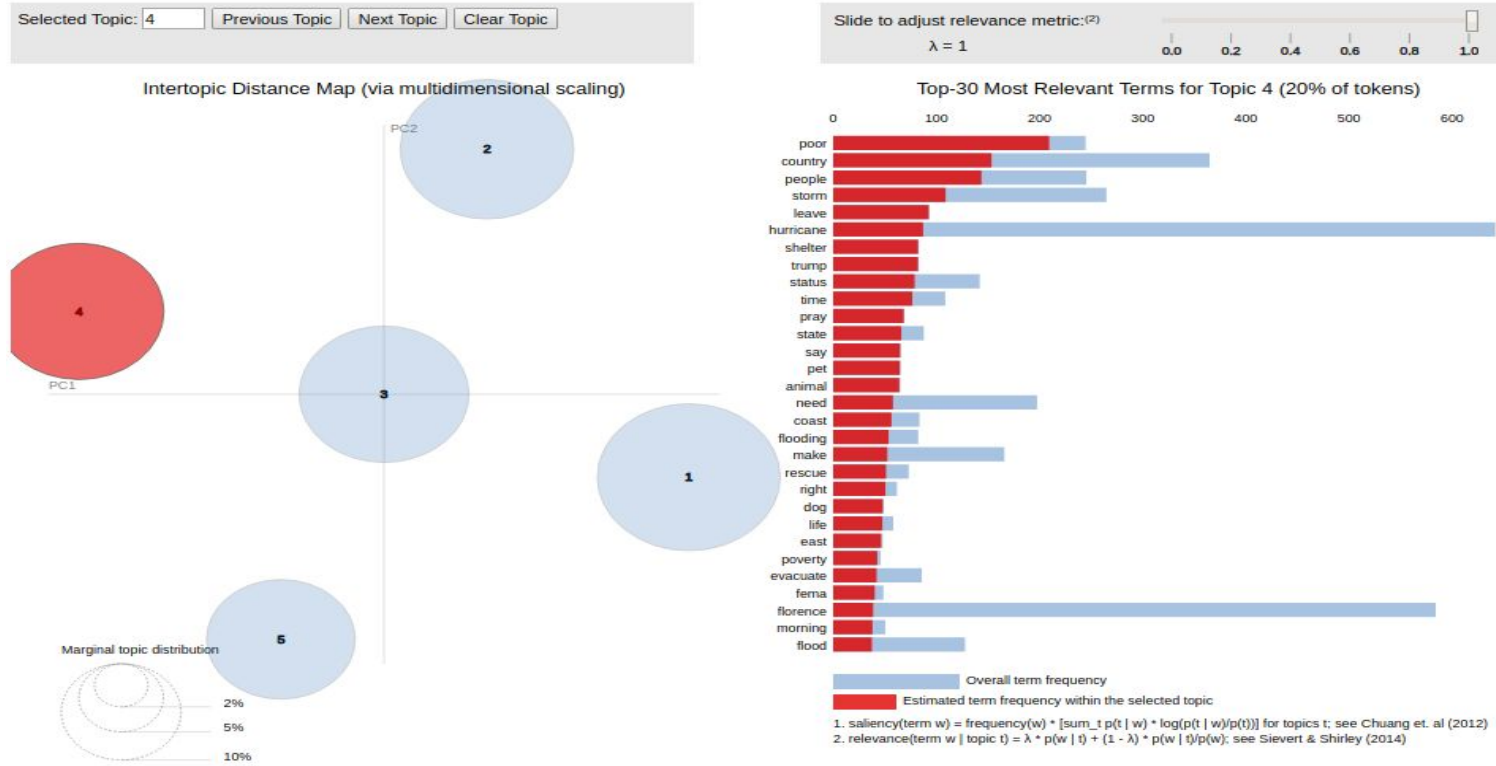 Selected Topic: 4 Previous Topic Next Topic Clear Topic
Slide to adjust relevance metric:(2)
λ = 1
0.0 0.2 0.4 0.6 0.8 1.0
Intertopic Distance Map (via multidimensional scaling)
PC2
PC1
2
4
3
1
5
Marginal topic distribution
2%
5%
10%
Top-30 Most Relevant Terms for Topic 4 (20% of tokens)
0 100 200 300 400 500 600
poor
country
people
storm
leave
hurricane
shelter
trump
status
time
pray
state
say
pet
animal
need
coast
flooding
make
rescue
right
dog
life
east
poverty
evacuate
fema
florence
morning
flood
Overall term frequency
Estimated term frequency within the selected topic
1. saliency(term w) = frequency(w) * [sum_t p(t | w) * log(p(t | w)/p(t))] for topics t; see Chuang et. al (2012)
2. relevance(term w | topic t) = λ * p(w | t) + (1 - λ) * p(w | t)/p(w); see Sievert & Shirley (2014)